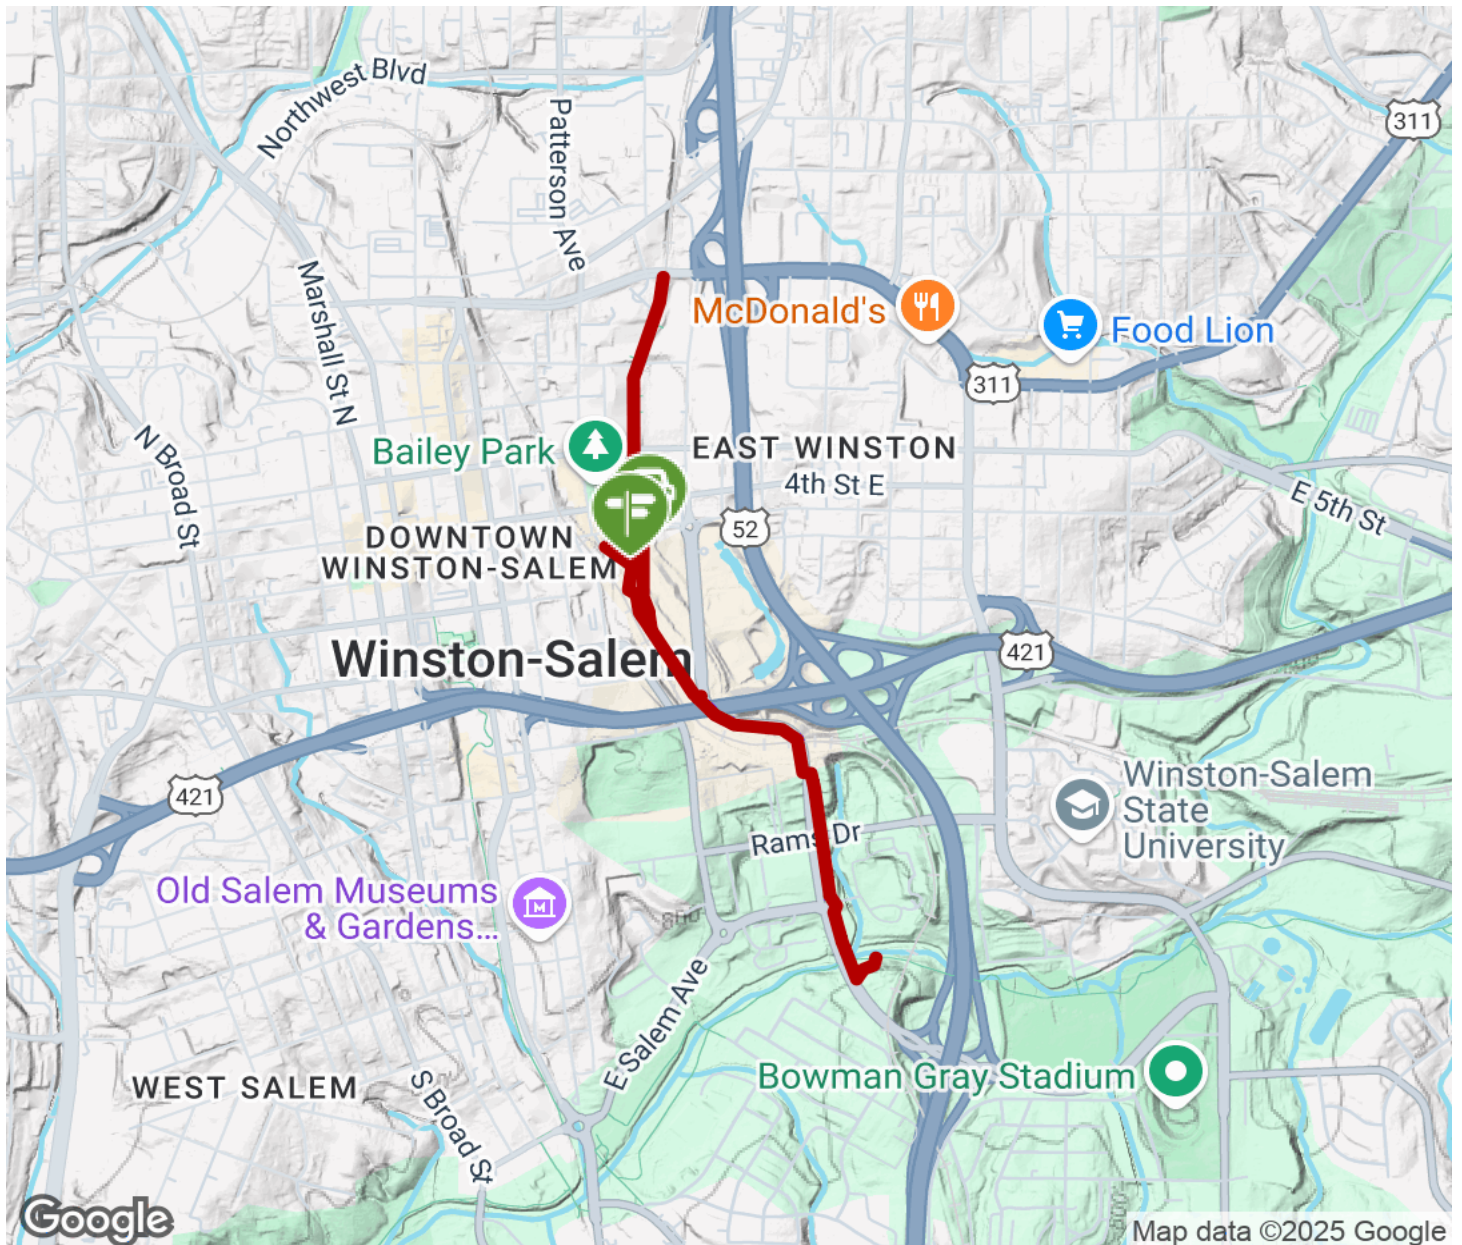 Northwest Blvd
Patterson Ave
311
Marshall St N
McDonald's
Food Lion
311
N Broad St
Bailey Park
EAST WINSTON
4th St E
E 5th St
52
DOWNTOWN
WINSTON-SALEM
Winston-Salem
421
421
Winston-Salem
State
University
Rams Dr
Old Salem Museums
& Gardens...
E Salem Ave
Bowman Gray Stadium
WEST SALEM
S Broad St
Google
Map data ©2025 Google